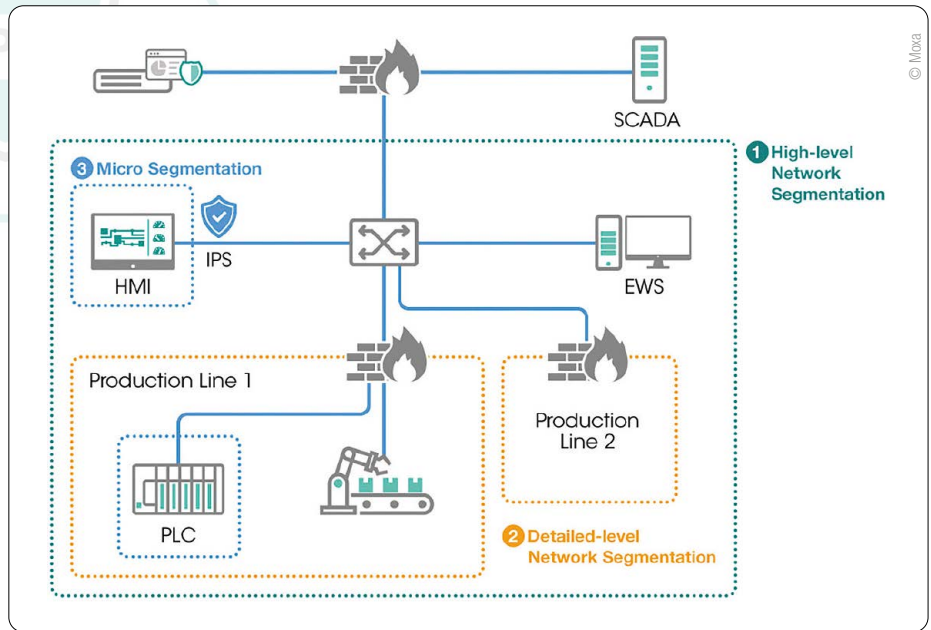 © Moxa
SCADA
1 High-level
Network
Segmentation
3 Micro Segmentation
IPS
HMI
EWS
Production Line 1
Production
Line 2
PLC
2 Detailed-level
Network Segmentation